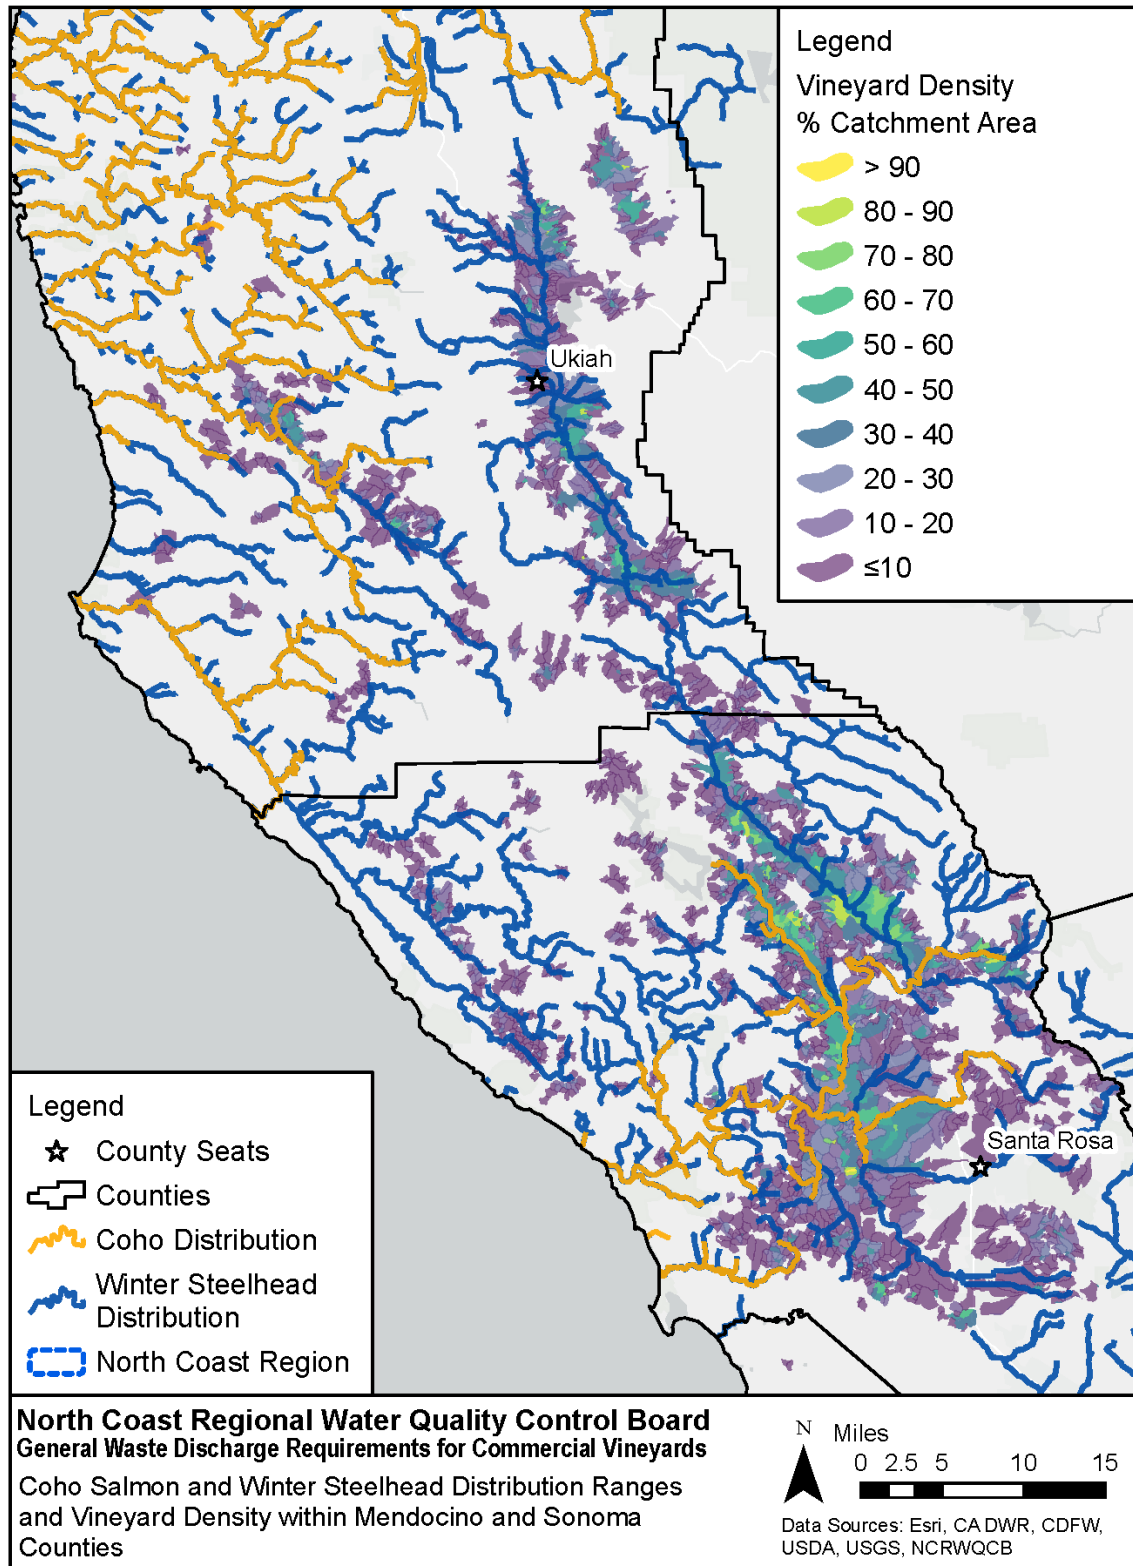 Legend
Vineyard Density
% Catchment Area
> 90
80 - 90
70 - 80
60 - 70
50 - 60
40 - 50
30 - 40
20 - 30
10 - 20
≤10
Ukiah
Santa Rosa
Legend
County Seats
Counties
Coho Distribution
Winter Steelhead
Distribution
North Coast Region
North Coast Regional Water Quality Control Board
General Waste Discharge Requirements for Commercial Vineyards
Coho Salmon and Winter Steelhead Distribution Ranges
and Vineyard Density within Mendocino and Sonoma
Counties
N
Miles
0 2.5 5 10 15
Data Sources: Esri, CA DWR, CDFW,
USDA, USGS, NCRWQCB